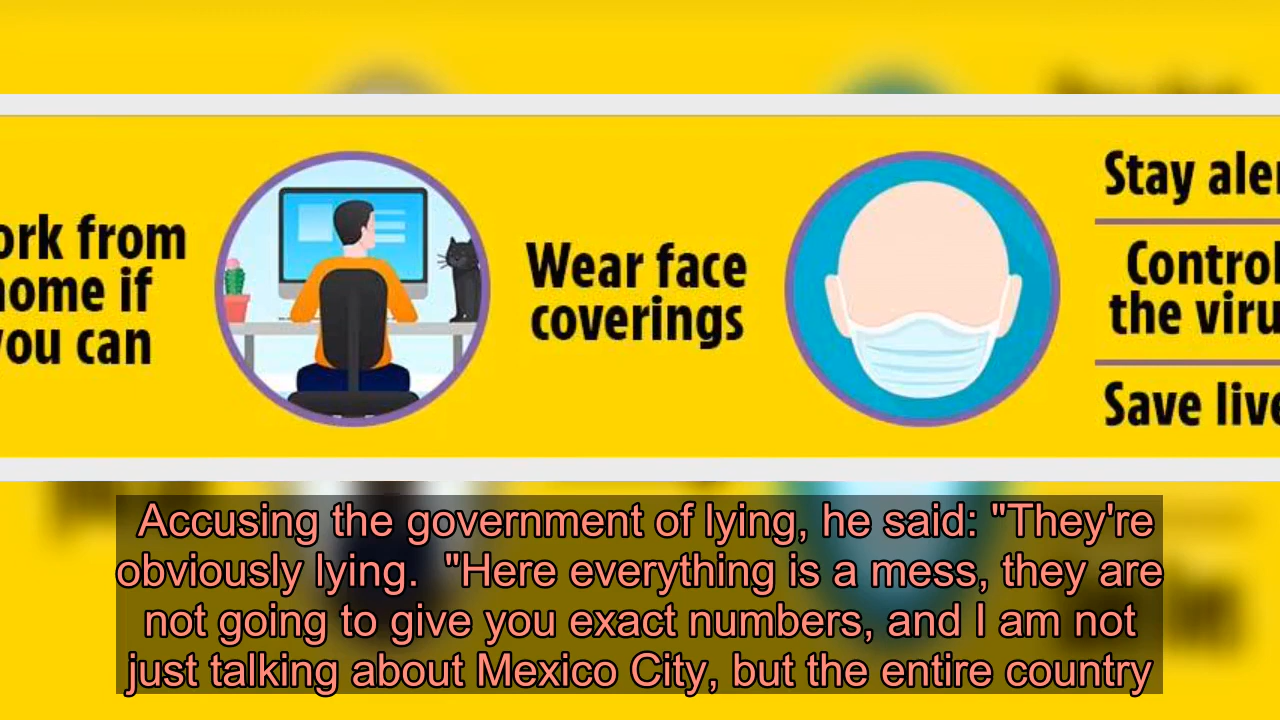 ork from
home if
you can
Wear face
coverings
Stay aler
Control
the viru
Save live
Accusing the government of lying, he said: "They're
obviously lying.  "Here everything is a mess, they are
not going to give you exact numbers, and I am not
just talking about Mexico City, but the entire country